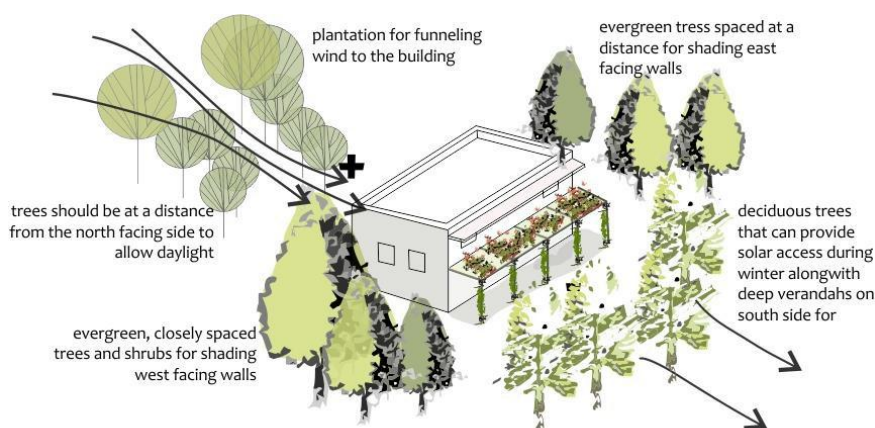 plantation for funneling
wind to the building
evergreen tress spaced at a
distance for shading east
facing walls
trees should be at a distance
from the north facing side to
allow daylight
deciduous trees
that can provide
solar access during
winter alongwith
deep verandahs on
south side for
evergreen, closely spaced
trees and shrubs for shading
west facing walls